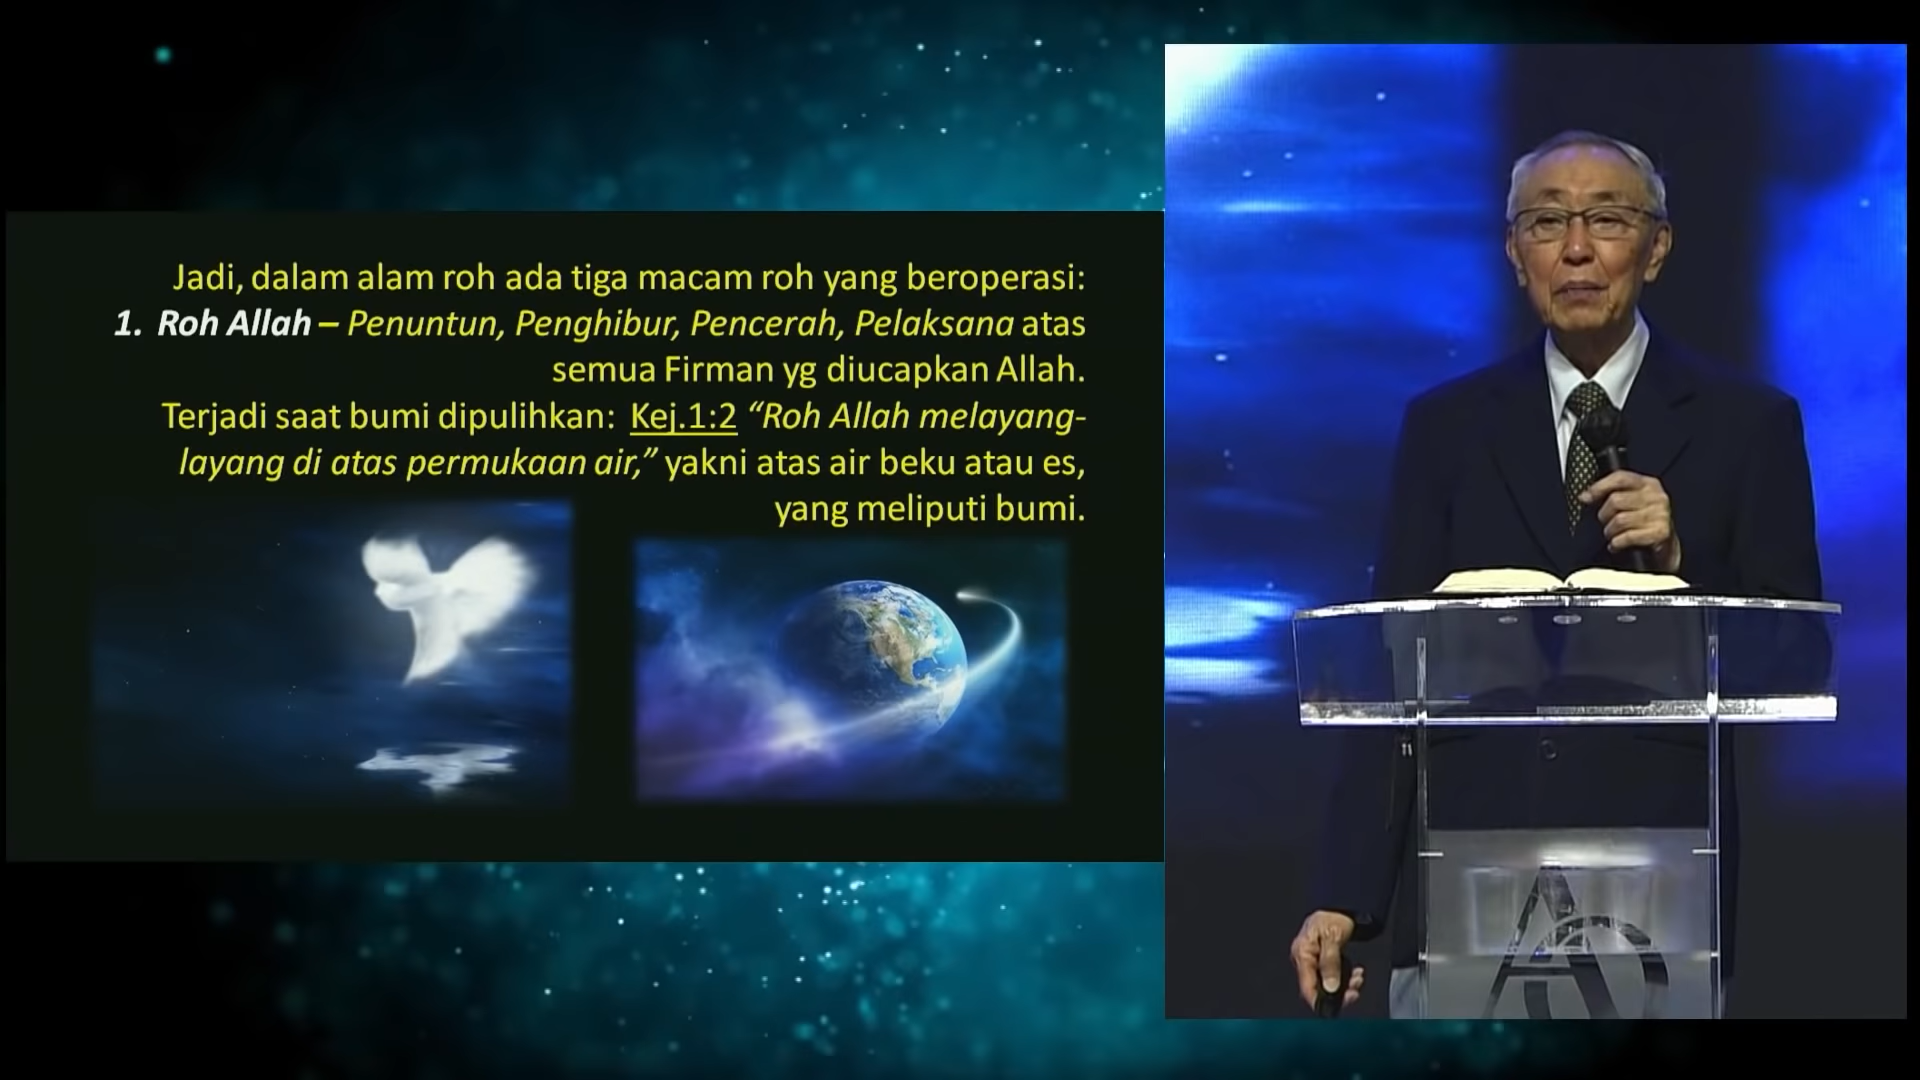 Jadi, dalam alam roh ada tiga macam roh yang beroperasi:
1. Roh Allah – Penuntun, Penghibur, Pencerah, Pelaksana atas
semua Firman yg diucapkan Allah.
Terjadi saat bumi dipulihkan: Kej.1:2 “Roh Allah melayang-
layang di atas permukaan air,” yakni atas air beku atau es,
yang meliputi bumi.